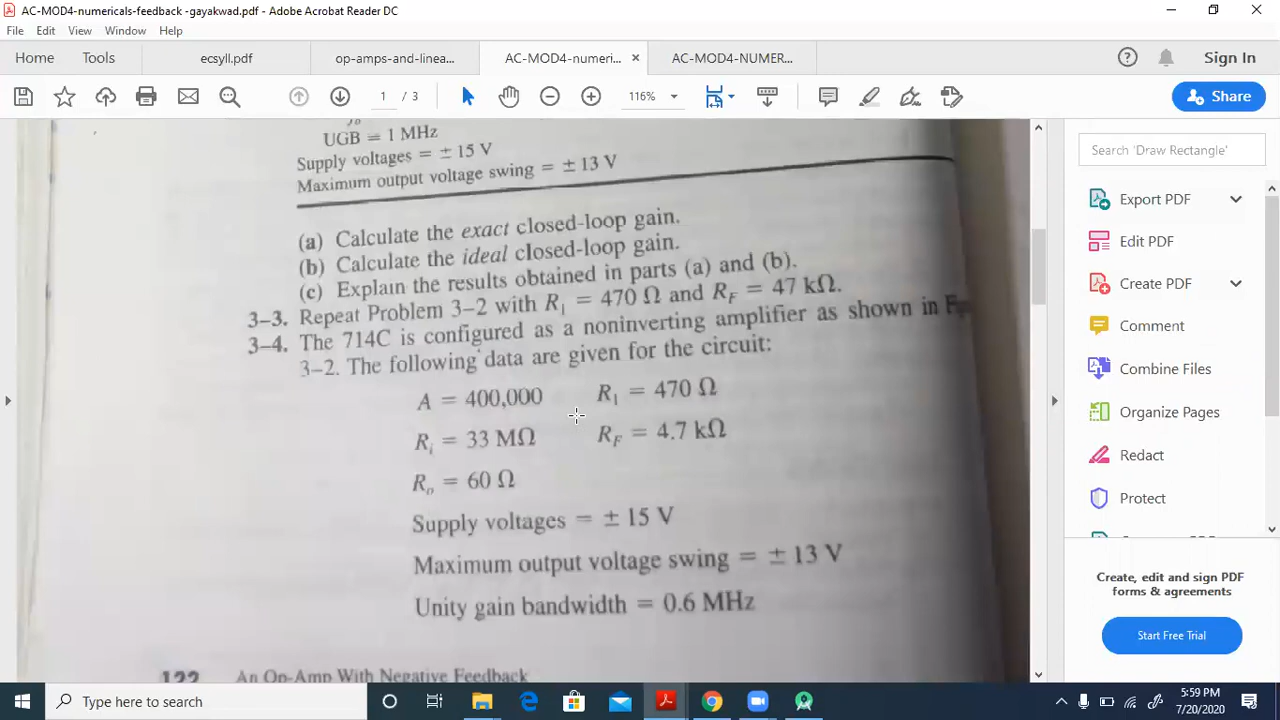 AC-MOD4-numericals-feedback -gayakwad.pdf - Adobe Acrobat Reader DC
File Edit View Window Help
Home Tools ecsyll.pdf op-amps-and-linea... AC-MOD4-numeri... AC-MOD4-NUMER... Sign In
1 / 3 116% Share
UGB = 1 MHz
Supply voltages = ± 15 V
Maximum output voltage swing = ± 13 V
(a) Calculate the exact closed-loop gain.
(b) Calculate the ideal closed-loop gain.
(c) Explain the results obtained in parts (a) and (b).
3–3. Repeat Problem 3–2 with R₁ = 470 Ω and R_F = 47 kΩ.
3–4. The 714C is configured as a noninverting amplifier as shown in
3–2. The following data are given for the circuit:
A = 400,000 R₁ = 470 Ω
Rᵢ = 33 MΩ R_F = 4.7 kΩ
Rₒ = 60 Ω
Supply voltages = ± 15 V
Maximum output voltage swing = ± 13 V
Unity gain bandwidth = 0.6 MHz
122 An Op-Amp With Negative Feedback
Search 'Draw Rectangle'
Export PDF
Edit PDF
Create PDF
Comment
Combine Files
Organize Pages
Redact
Protect
Create, edit and sign PDF
forms & agreements
Start Free Trial
Type here to search
5:59 PM
7/20/2020